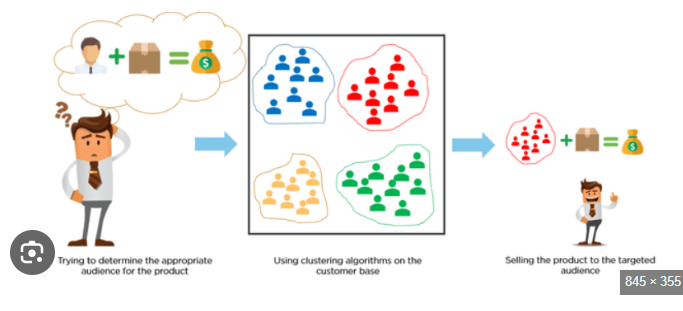 ??
$
$
Trying to determine the appropriate
audience for the product
Using clustering algorithms on the
customer base
Selling the product to the targeted
audience
845 × 355